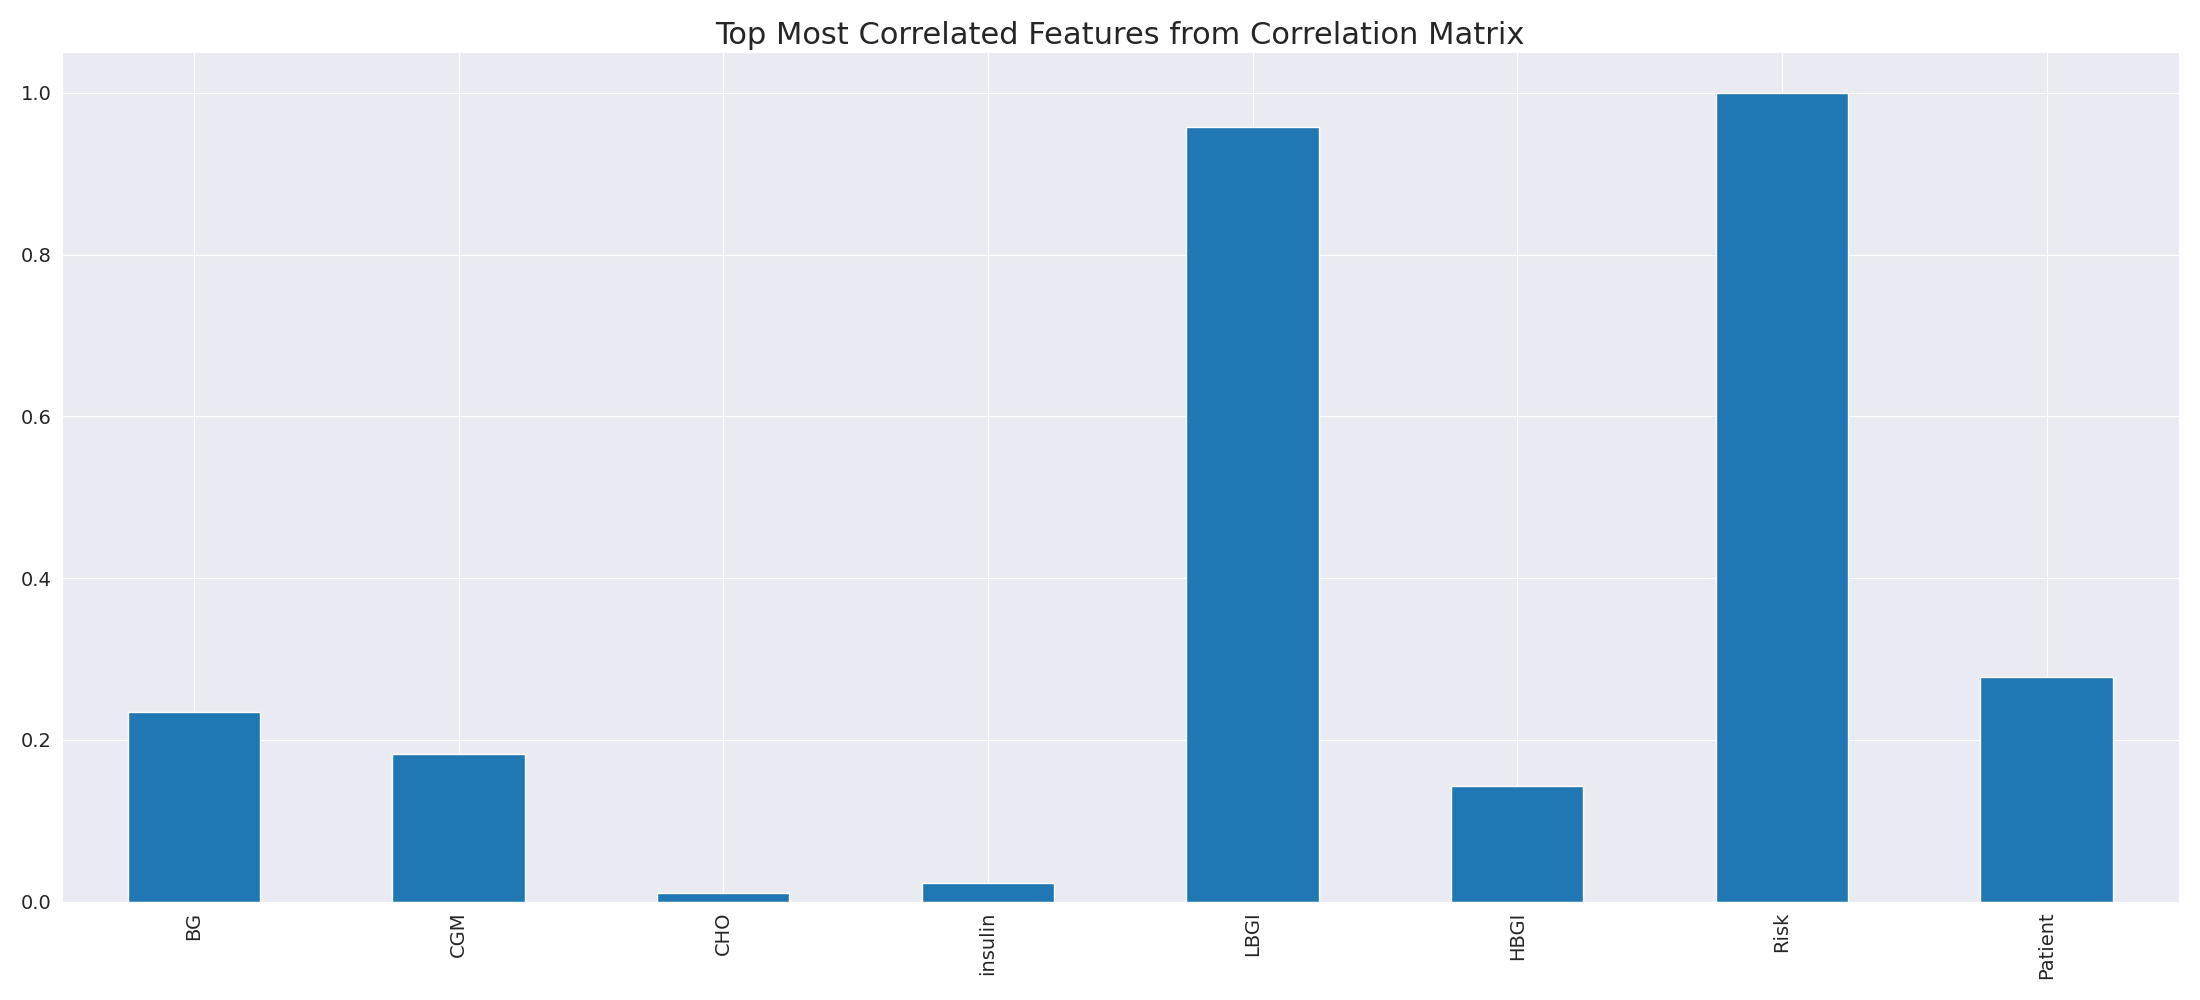 Top Most Correlated Features from Correlation Matrix
1.0
0.8
0.6
0.4
0.2
0.0
BG
CGM
CHO
insulin
LBGI
HBGI
Risk
Patient